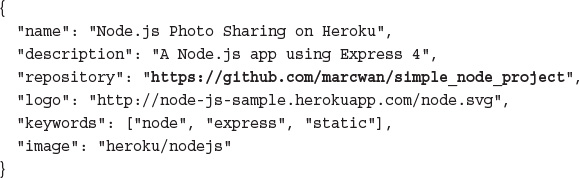 {
  "name": "Node.js Photo Sharing on Heroku",
  "description": "A Node.js app using Express 4",
  "repository": "https://github.com/marcwan/simple_node_project",
  "logo": "http://node-js-sample.herokuapp.com/node.svg",
  "keywords": ["node", "express", "static"],
  "image": "heroku/nodejs"
}